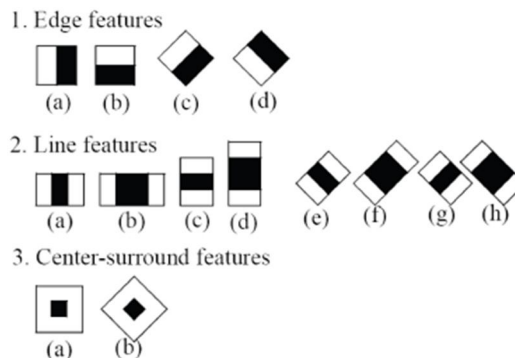 1. Edge features
(a) (b) (c) (d)
2. Line features
(a) (b) (c) (d) (e) (f) (g) (h)
3. Center-surround features
(a) (b)